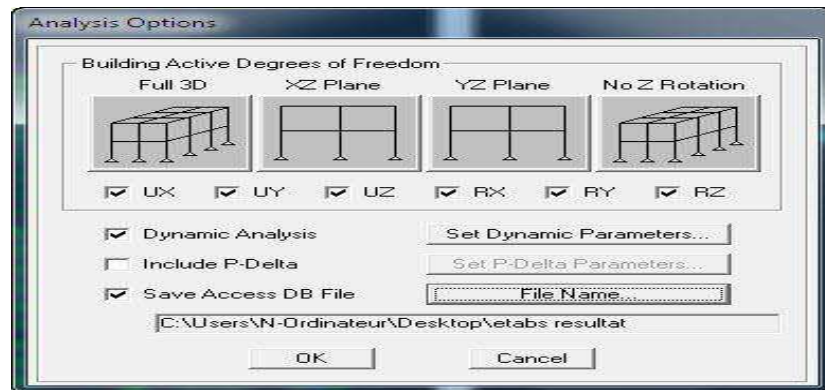 Analysis Options
Building Active Degrees of Freedom
Full 3D XZ Plane YZ Plane No Z Rotation
UX UY UZ RX RY RZ
Dynamic Analysis Set Dynamic Parameters...
Include P-Delta Set P-Delta Parameters...
Save Access DB File File Name...
C:\Users\N-Ordinateur\Desktop\etabs resultat
OK Cancel